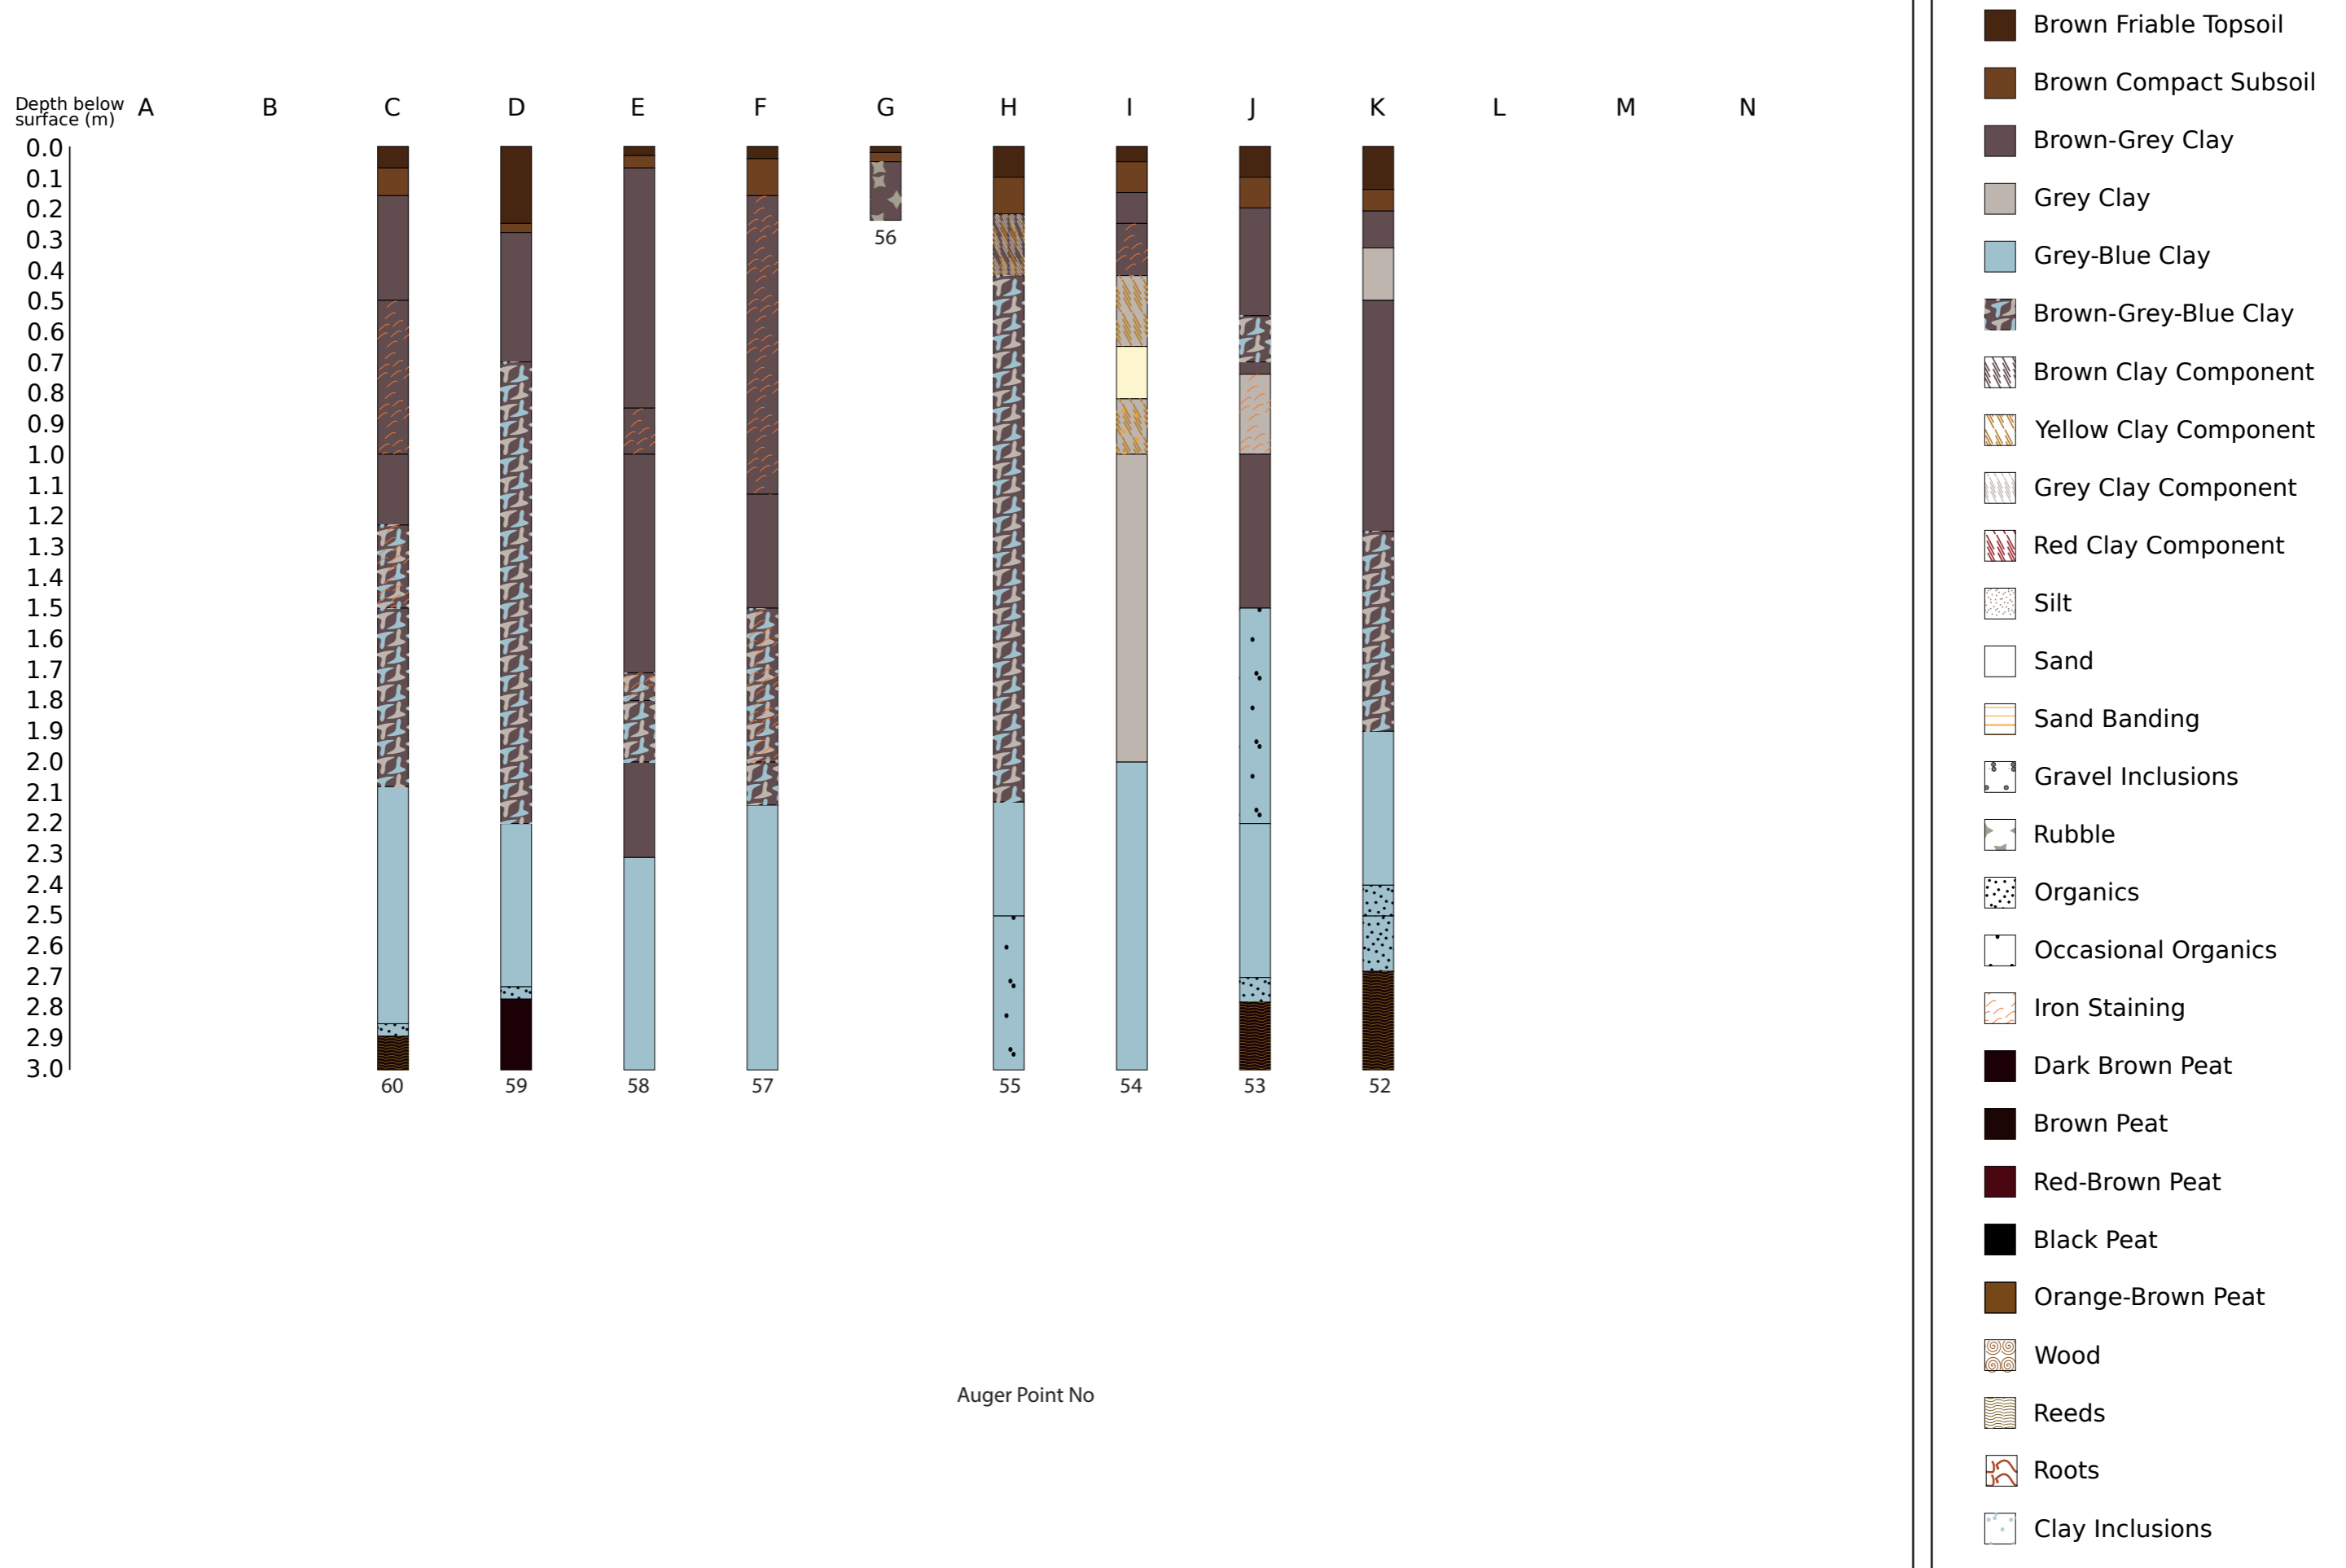 Depth below
surface (m)
A B C D E F G H I J K L M N
0.0
0.1
0.2
0.3
0.4
0.5
0.6
0.7
0.8
0.9
1.0
1.1
1.2
1.3
1.4
1.5
1.6
1.7
1.8
1.9
2.0
2.1
2.2
2.3
2.4
2.5
2.6
2.7
2.8
2.9
3.0
56
60 59 58 57 55 54 53 52
Auger Point No
Brown Friable Topsoil
Brown Compact Subsoil
Brown-Grey Clay
Grey Clay
Grey-Blue Clay
Brown-Grey-Blue Clay
Brown Clay Component
Yellow Clay Component
Grey Clay Component
Red Clay Component
Silt
Sand
Sand Banding
Gravel Inclusions
Rubble
Organics
Occasional Organics
Iron Staining
Dark Brown Peat
Brown Peat
Red-Brown Peat
Black Peat
Orange-Brown Peat
Wood
Reeds
Roots
Clay Inclusions